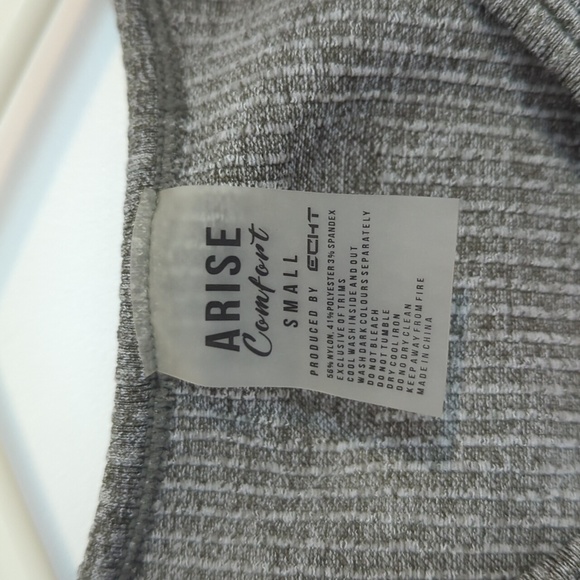 ARISE
Comfort
SMALL
PRODUCED BY ECHT
56% NYLON. 41% POLYESTER 3% SPANDEX
EXCLUSIVE OF TRIMS
COOL WASH INSIDE AND OUT
WASH DARK COLOURS SEPARATELY
DO NOT BLEACH
DO NOT TUMBLE
DRY COOL IRON
DO NO DRY CLEAN
KEEP AWAY FROM FIRE
MADE IN CHINA